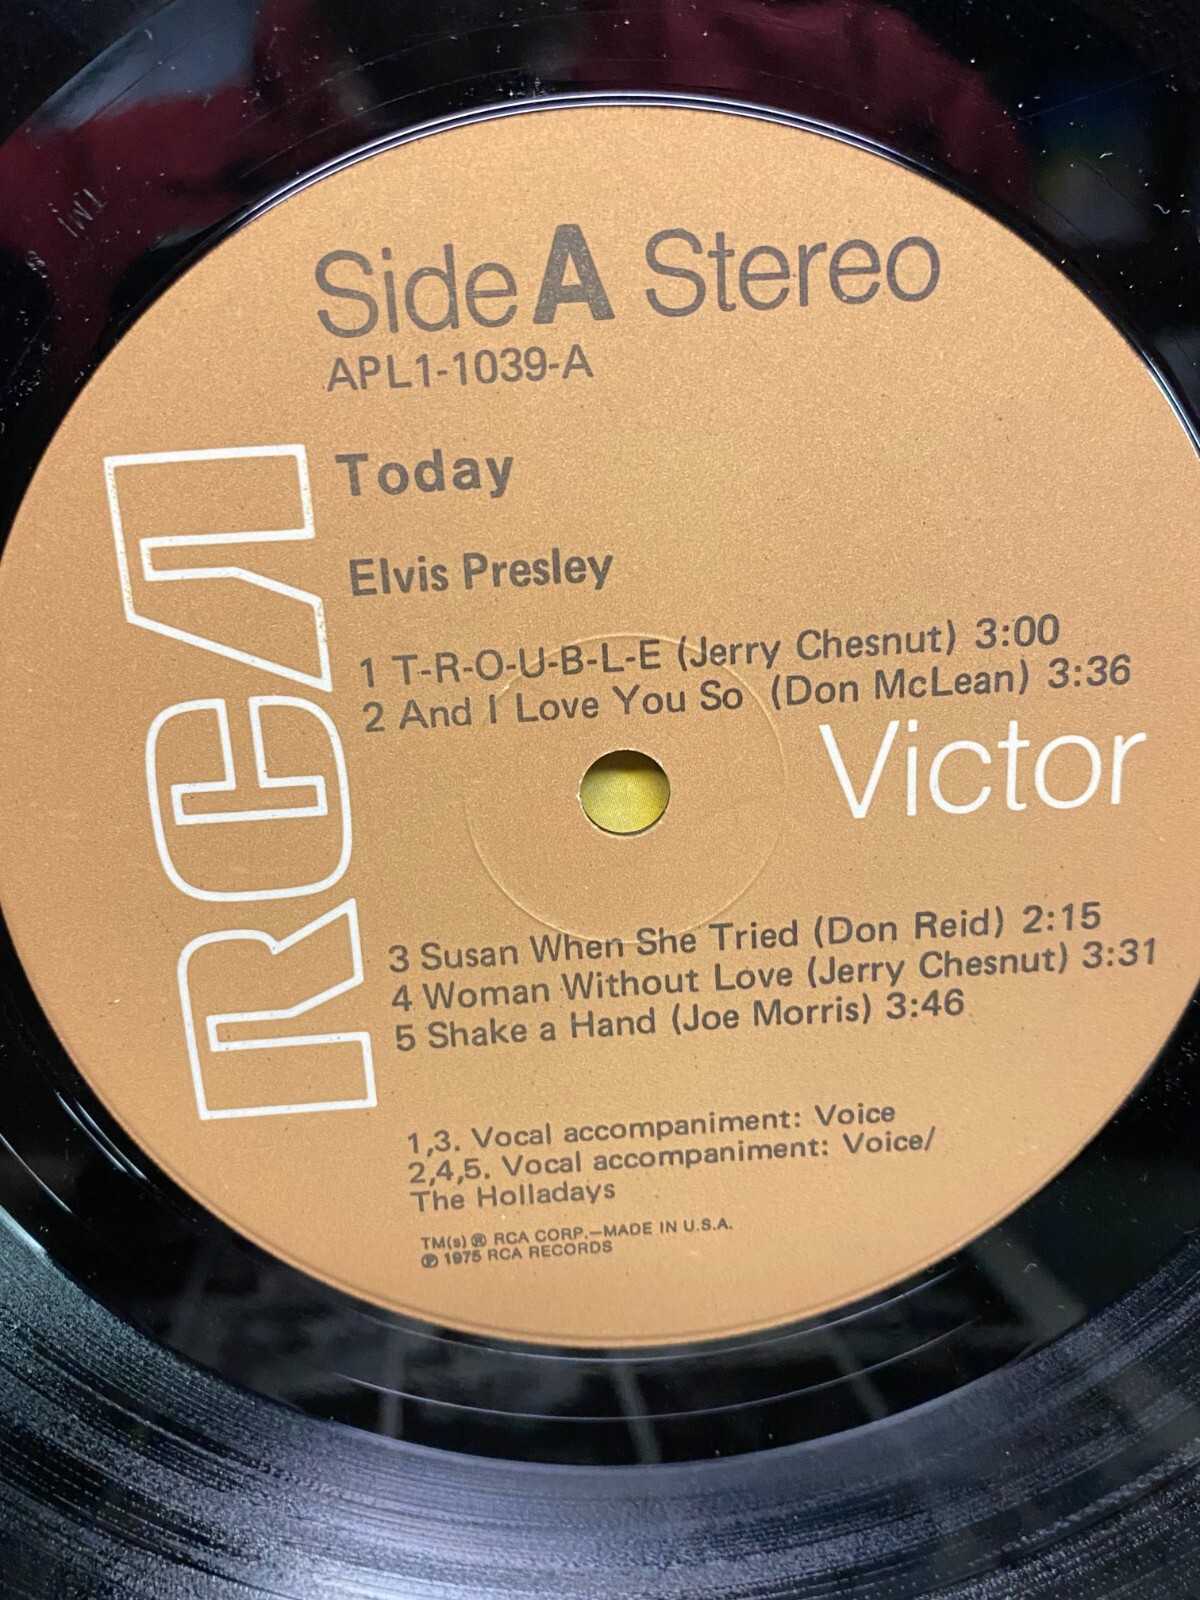 Side A Stereo
APL1-1039-A
Today
Elvis Presley
1 T-R-O-U-B-L-E (Jerry Chesnut) 3:00
2 And I Love You So (Don McLean) 3:36
RCA
Victor
3 Susan When She Tried (Don Reid) 2:15
4 Woman Without Love (Jerry Chesnut) 3:31
5 Shake a Hand (Joe Morris) 3:46
1,3. Vocal accompaniment: Voice
2,4,5. Vocal accompaniment: Voice/
The Holladays
TM(s) ® RCA CORP.—MADE IN U.S.A.
℗ 1975 RCA RECORDS